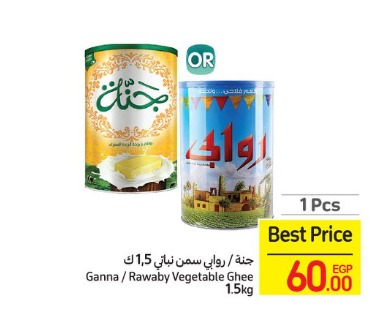 OR
جنة
روابي
1 Pcs
Best Price
60.00 EGP
جنة / روابي سمن نباتي 1,5 ك
Ganna / Rawaby Vegetable Ghee
1.5kg